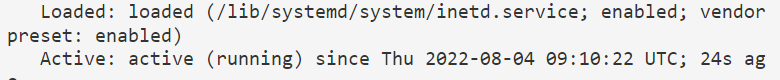 Loaded: loaded (/lib/systemd/system/inetd.service; enabled; vendor
preset: enabled)
Active: active (running) since Thu 2022-08-04 09:10:22 UTC; 24s ag